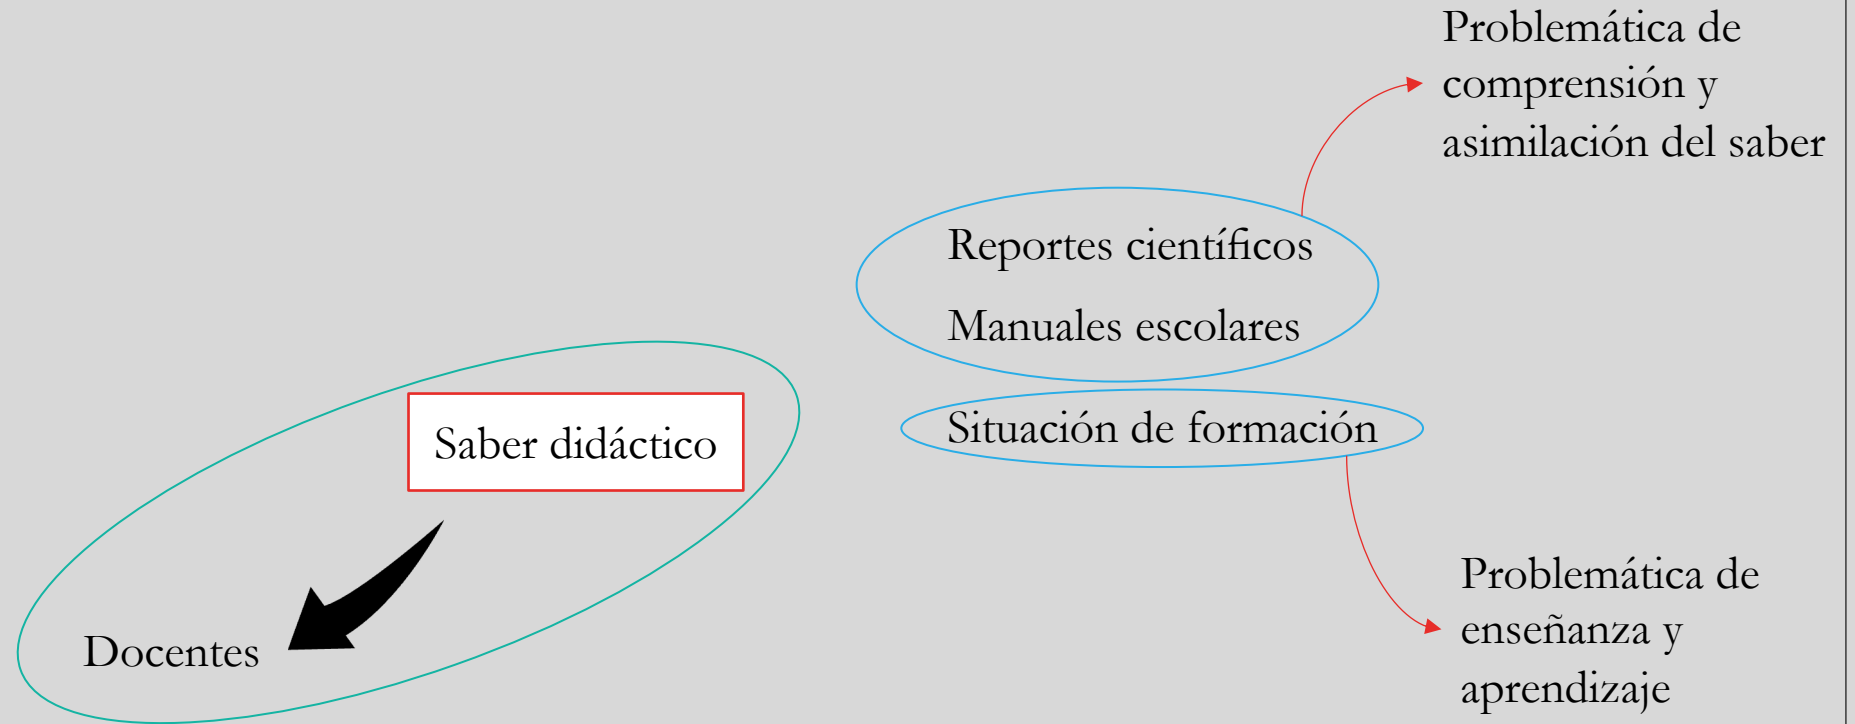 Problemática de
comprensión y
asimilación del saber
Reportes científicos
Manuales escolares
Situación de formación
Saber didáctico
Docentes
Problemática de
enseñanza y
aprendizaje